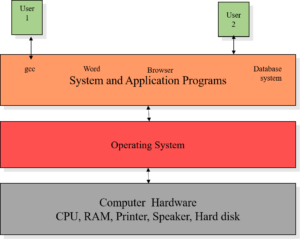 User
1
User
2
gcc
Word
Browser
Database
system
System and Application Programs
Operating System
Computer Hardware
CPU, RAM, Printer, Speaker, Hard disk